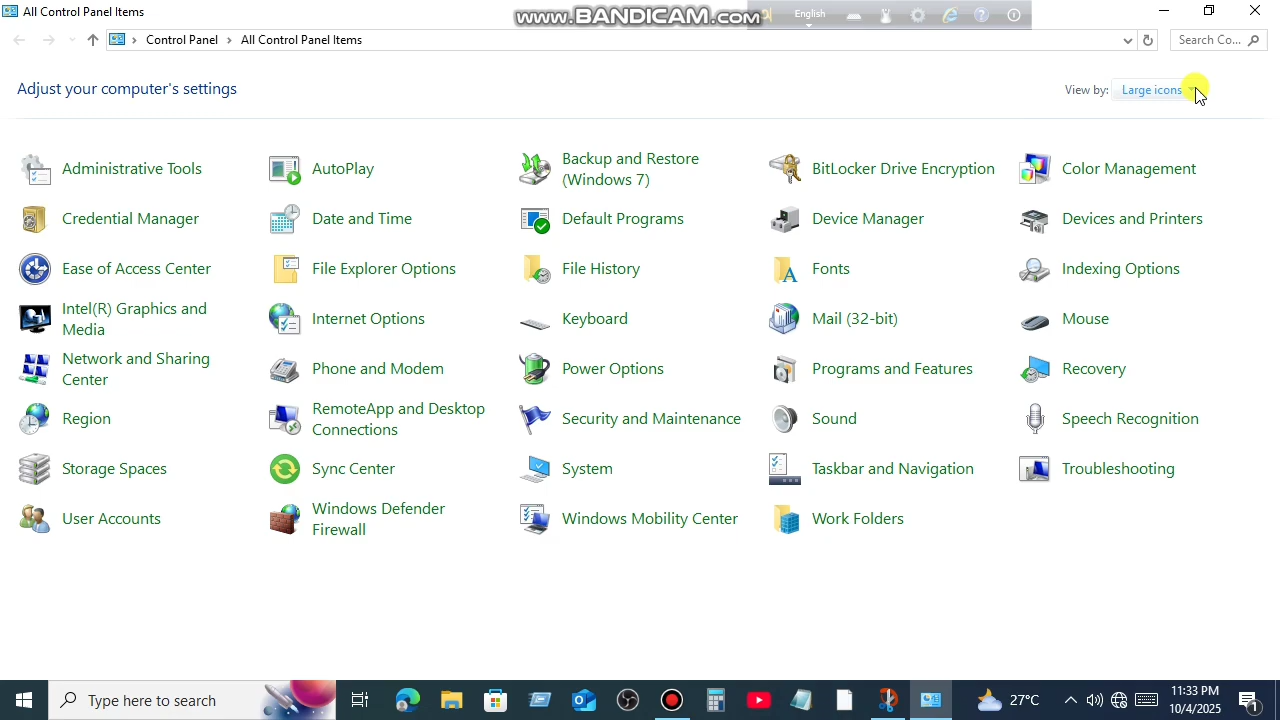 All Control Panel Items
www.BANDICAM.com
English
Control Panel
All Control Panel Items
Search Co...
Adjust your computer's settings
View by:
Large icons
Administrative Tools
AutoPlay
Backup and Restore
(Windows 7)
BitLocker Drive Encryption
Color Management
Credential Manager
Date and Time
Default Programs
Device Manager
Devices and Printers
Ease of Access Center
File Explorer Options
File History
Fonts
Indexing Options
Intel(R) Graphics and
Media
Internet Options
Keyboard
Mail (32-bit)
Mouse
Network and Sharing
Center
Phone and Modem
Power Options
Programs and Features
Recovery
Region
RemoteApp and Desktop
Connections
Security and Maintenance
Sound
Speech Recognition
Storage Spaces
Sync Center
System
Taskbar and Navigation
Troubleshooting
User Accounts
Windows Defender
Firewall
Windows Mobility Center
Work Folders
Type here to search
27°C
11:33 PM
10/4/2025
1